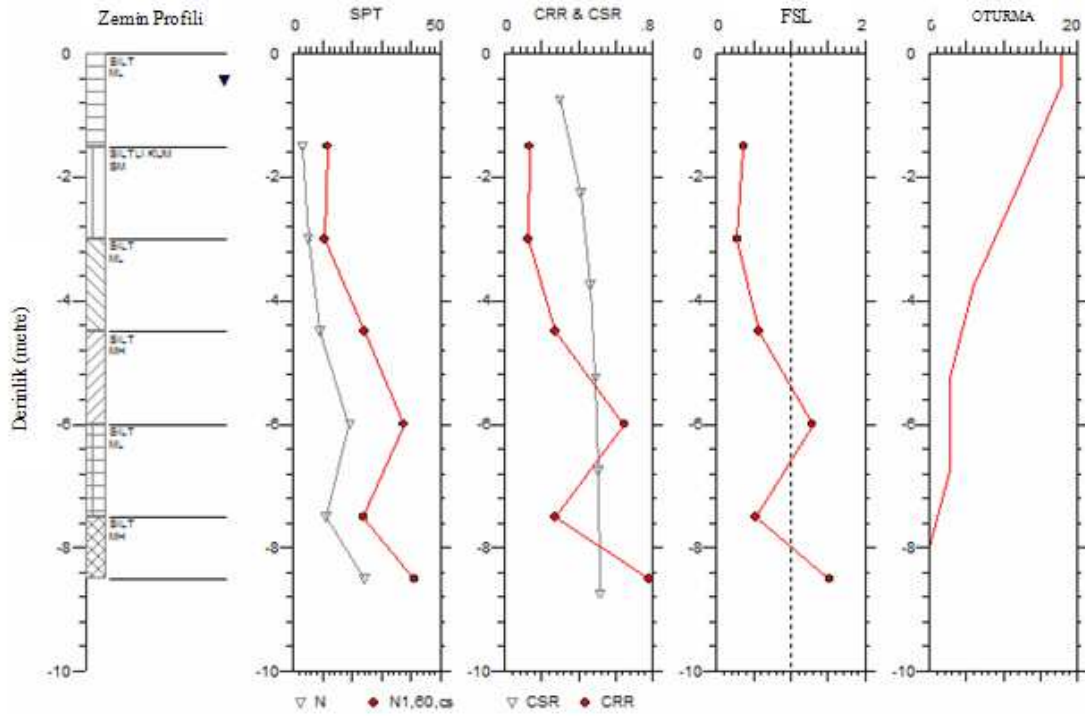 Zemin Profili
SPT
CRR & CSR
FSL
OTURMA
50
0 .8
0 2
0 20
0
0
0
0
0
SILT
ML
SILTLI KUM
SM
-2
-2
-2
-2
-2
SILT
ML
-4
-4
-4
-4
-4
SILT
MH
Derinlik (metre)
-6
-6
-6
-6
-6
SILT
ML
SILT
MH
-8
-8
-8
-8
-8
-10
-10
-10
-10
-10
N N1,60,cs
CSR CRR